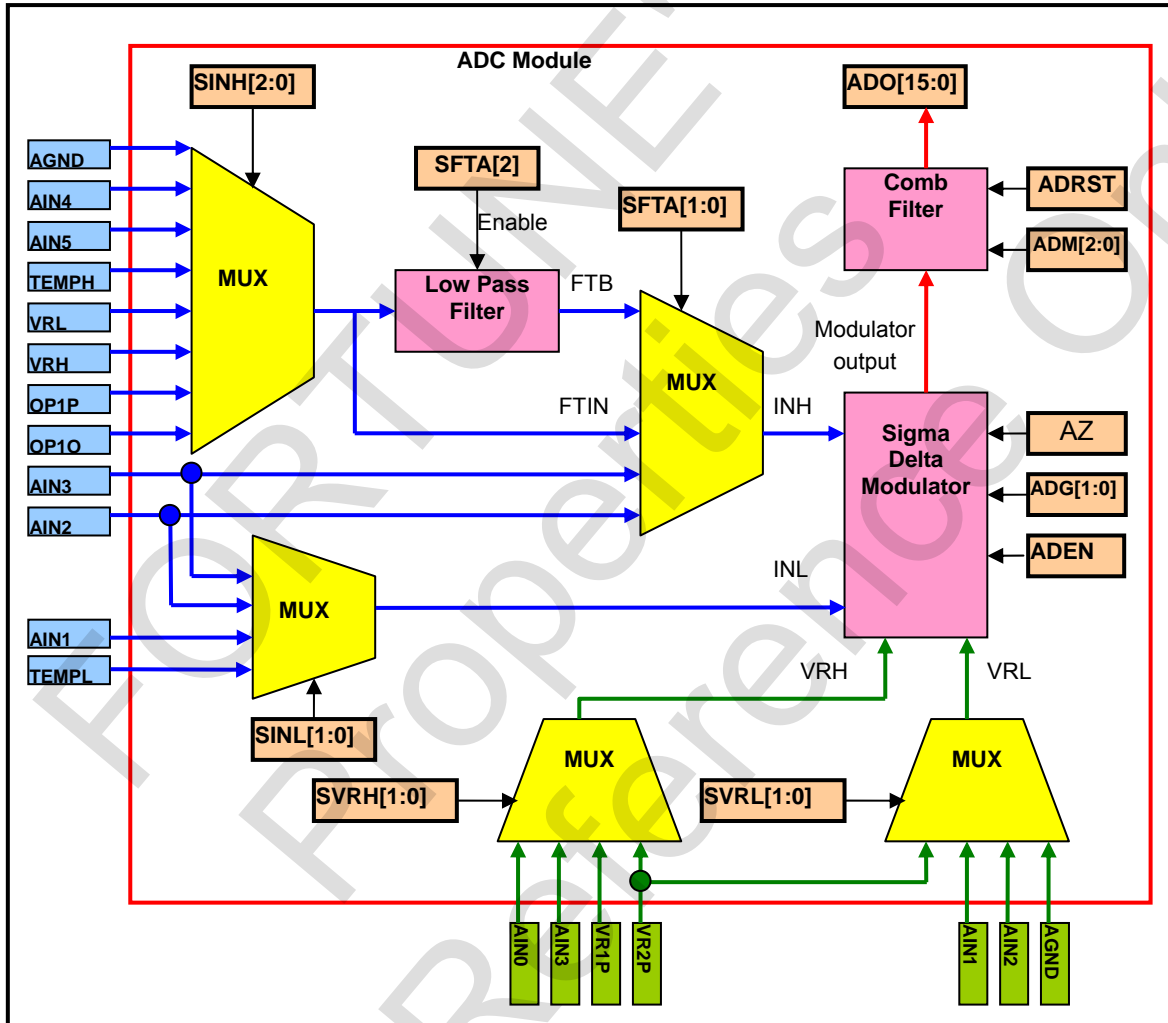 ADC Module
SINH[2:0]
ADO[15:0]
AGND
AIN4
AIN5
TEMPH
VRL
VRH
OP1P
OP1O
AIN3
AIN2
AIN1
TEMPL
MUX
SFTA[2]
Enable
Low Pass
Filter
FTB
FTIN
SFTA[1:0]
MUX
INH
Comb
Filter
ADRST
ADM[2:0]
Modulator
output
Sigma
Delta
Modulator
AZ
ADG[1:0]
ADEN
MUX
INL
SINL[1:0]
VRH
VRL
MUX
MUX
SVRH[1:0]
SVRL[1:0]
AIN0
AIN3
VR1P
VR2P
AIN1
AIN2
AGND
FORTUNE'
Properties
Reference